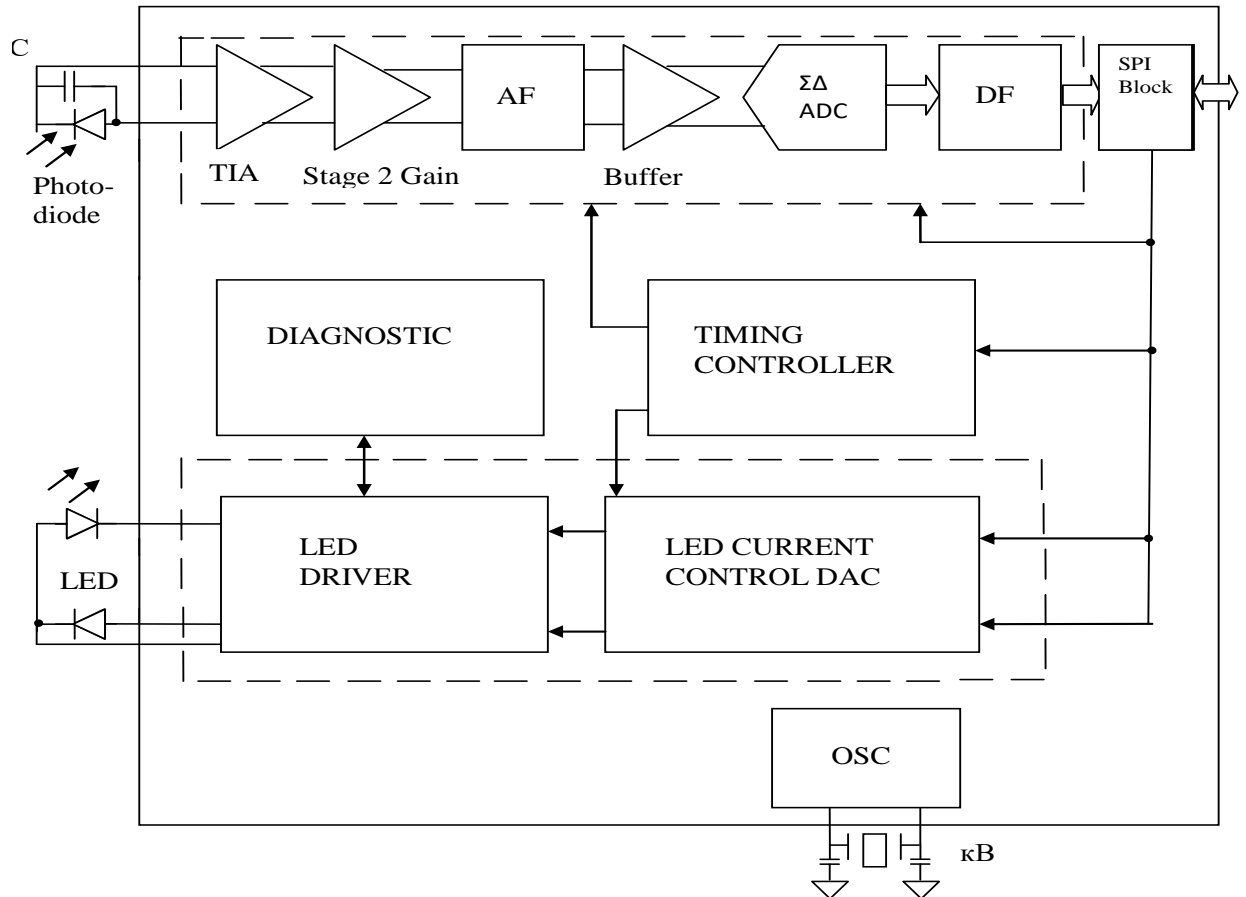 C
AF
ΣΔ
ADC
DF
SPI
Block
TIA
Stage 2 Gain
Buffer
Photo-
diode
DIAGNOSTIC
TIMING
CONTROLLER
LED
LED
DRIVER
LED CURRENT
CONTROL DAC
OSC
кВ